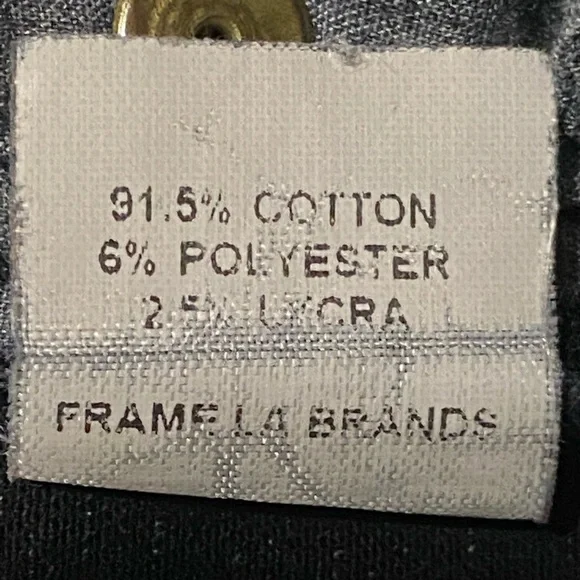 91.5% COTTON
6% POLYESTER
2.5% LYCRA
FRAME LA BRANDS